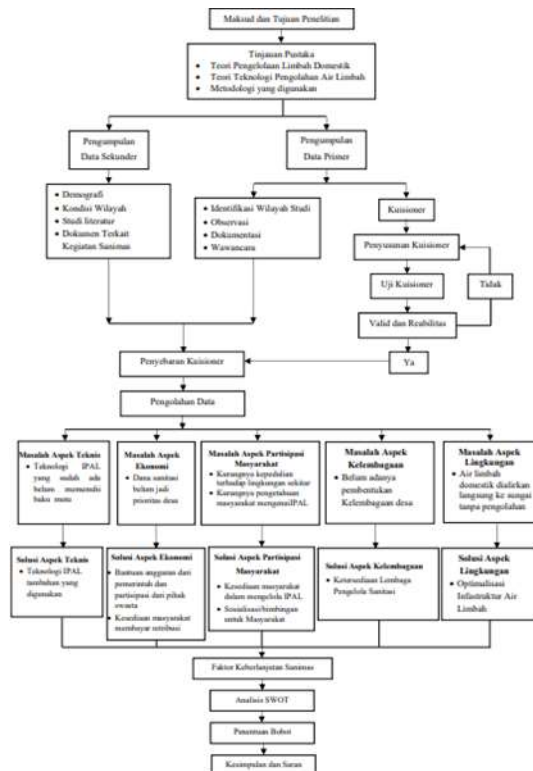 Maksud dan Tujuan Penelitian
Tinjauan Pustaka
• Teori Pengelolaan Limbah Domestik
• Teori Teknologi Pengolahan Air Limbah
• Metodologi yang digunakan
Pengumpulan
Data Sekunder
Pengumpulan
Data Primer
• Demografi
• Kondisi Wilayah
• Studi literatur
• Dokumen Terkait
Kegiatan Sanimas
• Identifikasi Wilayah Studi
• Observasi
• Dokumentasi
• Wawancara
Kuisioner
Penyusunan Kuisioner
Uji Kuisioner
Tidak
Valid dan Reabilitas
Ya
Penyebaran Kuisioner
Pengolahan Data
Masalah Aspek Teknis
• Teknologi IPAL
yang sudah ada
belum memenuhi
baku mutu
Masalah Aspek
Ekonomi
• Dana sanitasi
belum jadi
prioritas desa
Masalah Aspek Partisipasi
Masyarakat
• Kurangnya kepedulian
terhadap lingkungan sekitar
• Kurangnya pengetahuan
masyarakat mengenai IPAL
Masalah Aspek
Kelembagaan
• Belum adanya
pembentukan
Kelembagaan desa
Masalah Aspek
Lingkungan
• Air limbah
domestik dialirkan
langsung ke sungai
tanpa pengolahan
Solusi Aspek Teknis
• Teknologi IPAL
tambahan yang
digunakan
Solusi Aspek Ekonomi
• Bantuan anggaran dari
pemerintah dan
partisipasi dari pihak
swasta
• Kesediaan masyarakat
membayar retribusi
Solusi Aspek Partisipasi
Masyarakat
• Kesediaan masyarakat
dalam mengelola IPAL
• Sosialisasi/bimbingan
untuk Masyarakat
Solusi Aspek Kelembagaan
• Ketersediaan Lembaga
Pengelola Sanitasi
Solusi Aspek
Lingkungan
• Optimalisasi
Infastruktur Air
Limbah
Faktor Keberlanjutan Sanimas
Analisis SWOT
Penentuan Bobot
Kesimpulan dan Saran